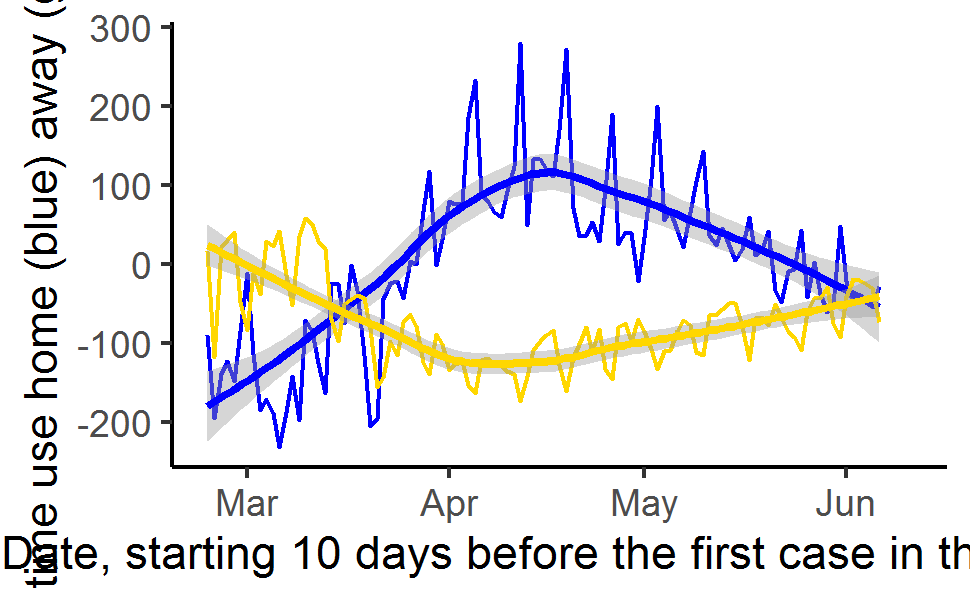 time use home (blue) away (
300
200
100
0
-100
-200
Mar Apr May Jun
Date, starting 10 days before the first case in th